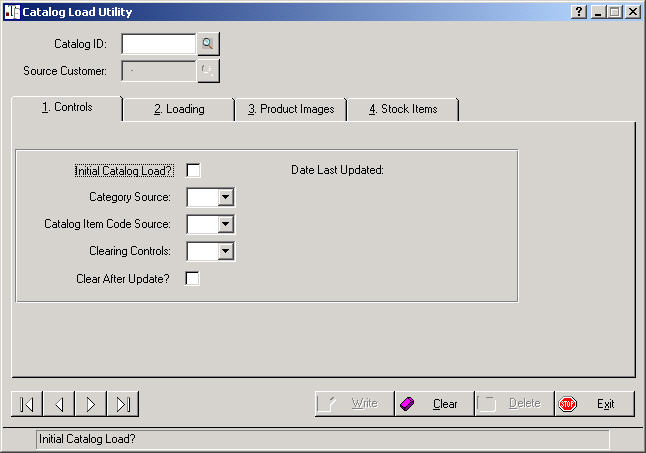 Catalog Load Utility
Catalog ID:
Source Customer:
1. Controls 2. Loading 3. Product Images 4. Stock Items
Initial Catalog Load? Date Last Updated:
Category Source:
Catalog Item Code Source:
Clearing Controls:
Clear After Update?
Write Clear Delete STOP Exit
Initial Catalog Load?